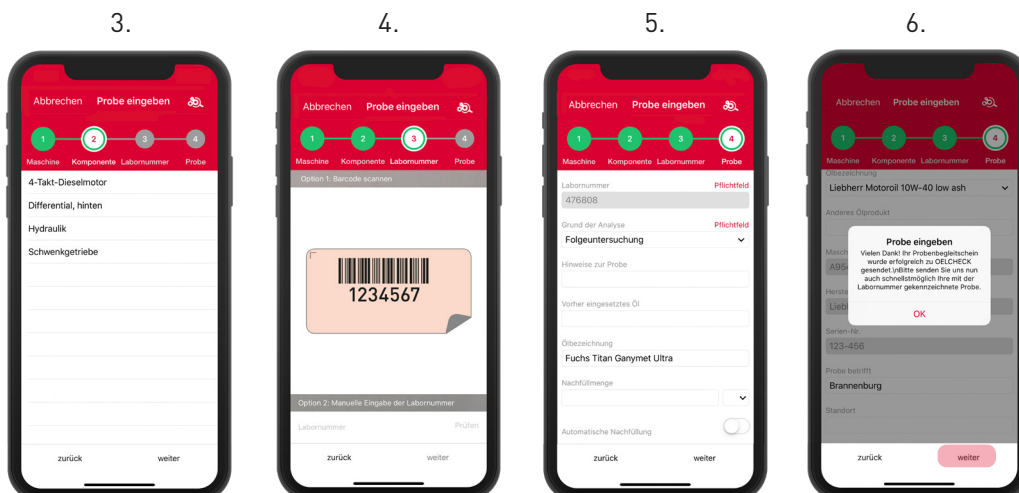 3.
4.
5.
6.
Abbrechen Probe eingeben
1 2 3 4
Maschine Komponente Labornummer Probe
4-Takt-Dieselmotor
Differential, hinten
Hydraulik
Schwenkgetriebe
zurück weiter
Abbrechen Probe eingeben
1 2 3 4
Maschine Komponente Labornummer Probe
Option 1: Barcode scannen
1234567
Option 2: Manuelle Eingabe der Labornummer
Labornummer Prüfen
zurück weiter
Abbrechen Probe eingeben
1 2 3 4
Maschine Komponente Labornummer Probe
Labornummer Pflichtfeld
476808
Grund der Analyse Pflichtfeld
Folgeuntersuchung
Hinweise zur Probe
Vorher eingesetztes Öl
Ölbezeichnung
Fuchs Titan Ganymet Ultra
Nachfüllmenge
Automatische Nachfüllung
zurück weiter
Abbrechen Probe eingeben
1 2 3 4
Maschine Komponente Labornummer Probe
Ölbezeichnung
Liebherr Motoroil 10W-40 low ash
Anderes Ölprodukt
Probe eingeben
Vielen Dank! Ihr Probenbegleitschein
wurde erfolgreich zu OELCHECK
gesendet.\nBitte senden Sie uns nun
auch schnellstmöglich Ihre mit der
Labornummer gekennzeichnete Probe.
OK
Serien-Nr.
123-456
Probe betrifft
Brannenburg
Standort
zurück weiter